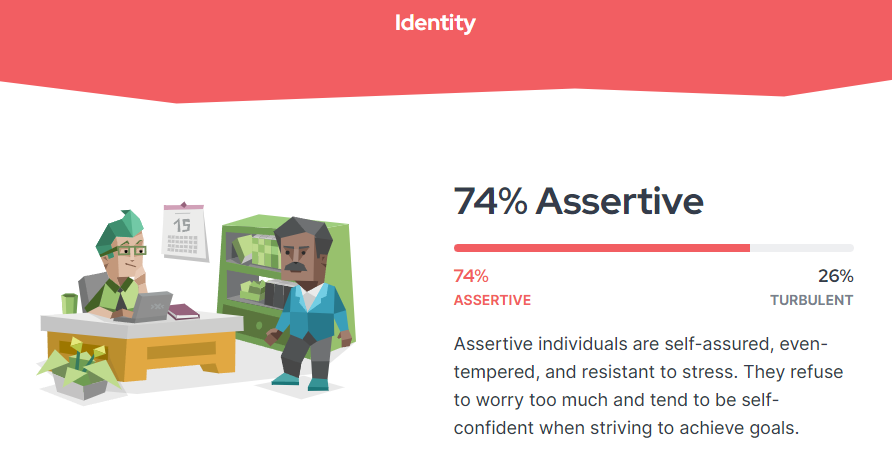 Identity
15
74% Assertive
74%
26%
ASSERTIVE
TURBULENT
Assertive individuals are self-assured, even-
tempered, and resistant to stress. They refuse
to worry too much and tend to be self-
confident when striving to achieve goals.